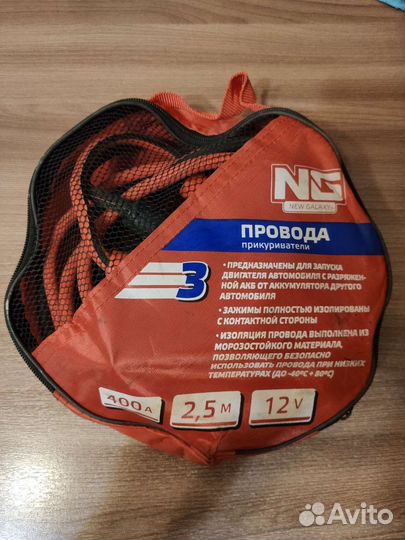 NG
NEW GALAXY
ПРОВОДА
прикуриватели
3
• ПРЕДНАЗНАЧЕНЫ ДЛЯ ЗАПУСКА
ДВИГАТЕЛЯ АВТОМОБИЛЯ С РАЗРЯЖЕН-
НОЙ АКБ ОТ АККУМУЛЯТОРА ДРУГОГО
АВТОМОБИЛЯ
• ЗАЖИМЫ ПОЛНОСТЬЮ ИЗОЛИРОВАНЫ
С КОНТАКТНОЙ СТОРОНЫ
• ИЗОЛЯЦИЯ ПРОВОДА ВЫПОЛНЕНА ИЗ
МОРОЗОСТОЙКОГО МАТЕРИАЛА,
ПОЗВОЛЯЮЩЕГО БЕЗОПАСНО
ИСПОЛЬЗОВАТЬ ПРОВОДА ПРИ НИЗКИХ
ТЕМПЕРАТУРАХ (ДО -40°C + 80°C)
400 A
2,5 М
12 V
Avito